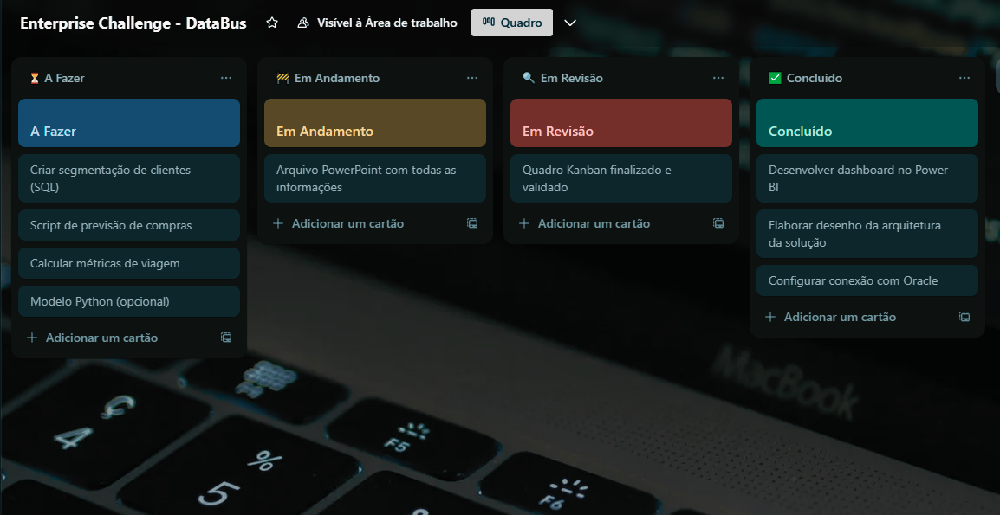 Enterprise Challenge - DataBus
Visível à Área de trabalho
Quadro
A Fazer
A Fazer
Criar segmentação de clientes
(SQL)
Script de previsão de compras
Calcular métricas de viagem
Modelo Python (opcional)
Adicionar um cartão
Em Andamento
Em Andamento
Arquivo PowerPoint com todas as
informações
Adicionar um cartão
Em Revisão
Em Revisão
Quadro Kanban finalizado e
validado
Adicionar um cartão
Concluído
Concluído
Desenvolver dashboard no Power
BI
Elaborar desenho da arquitetura
da solução
Configurar conexão com Oracle
Adicionar um cartão
MacBook
4
%
5
F5
F6